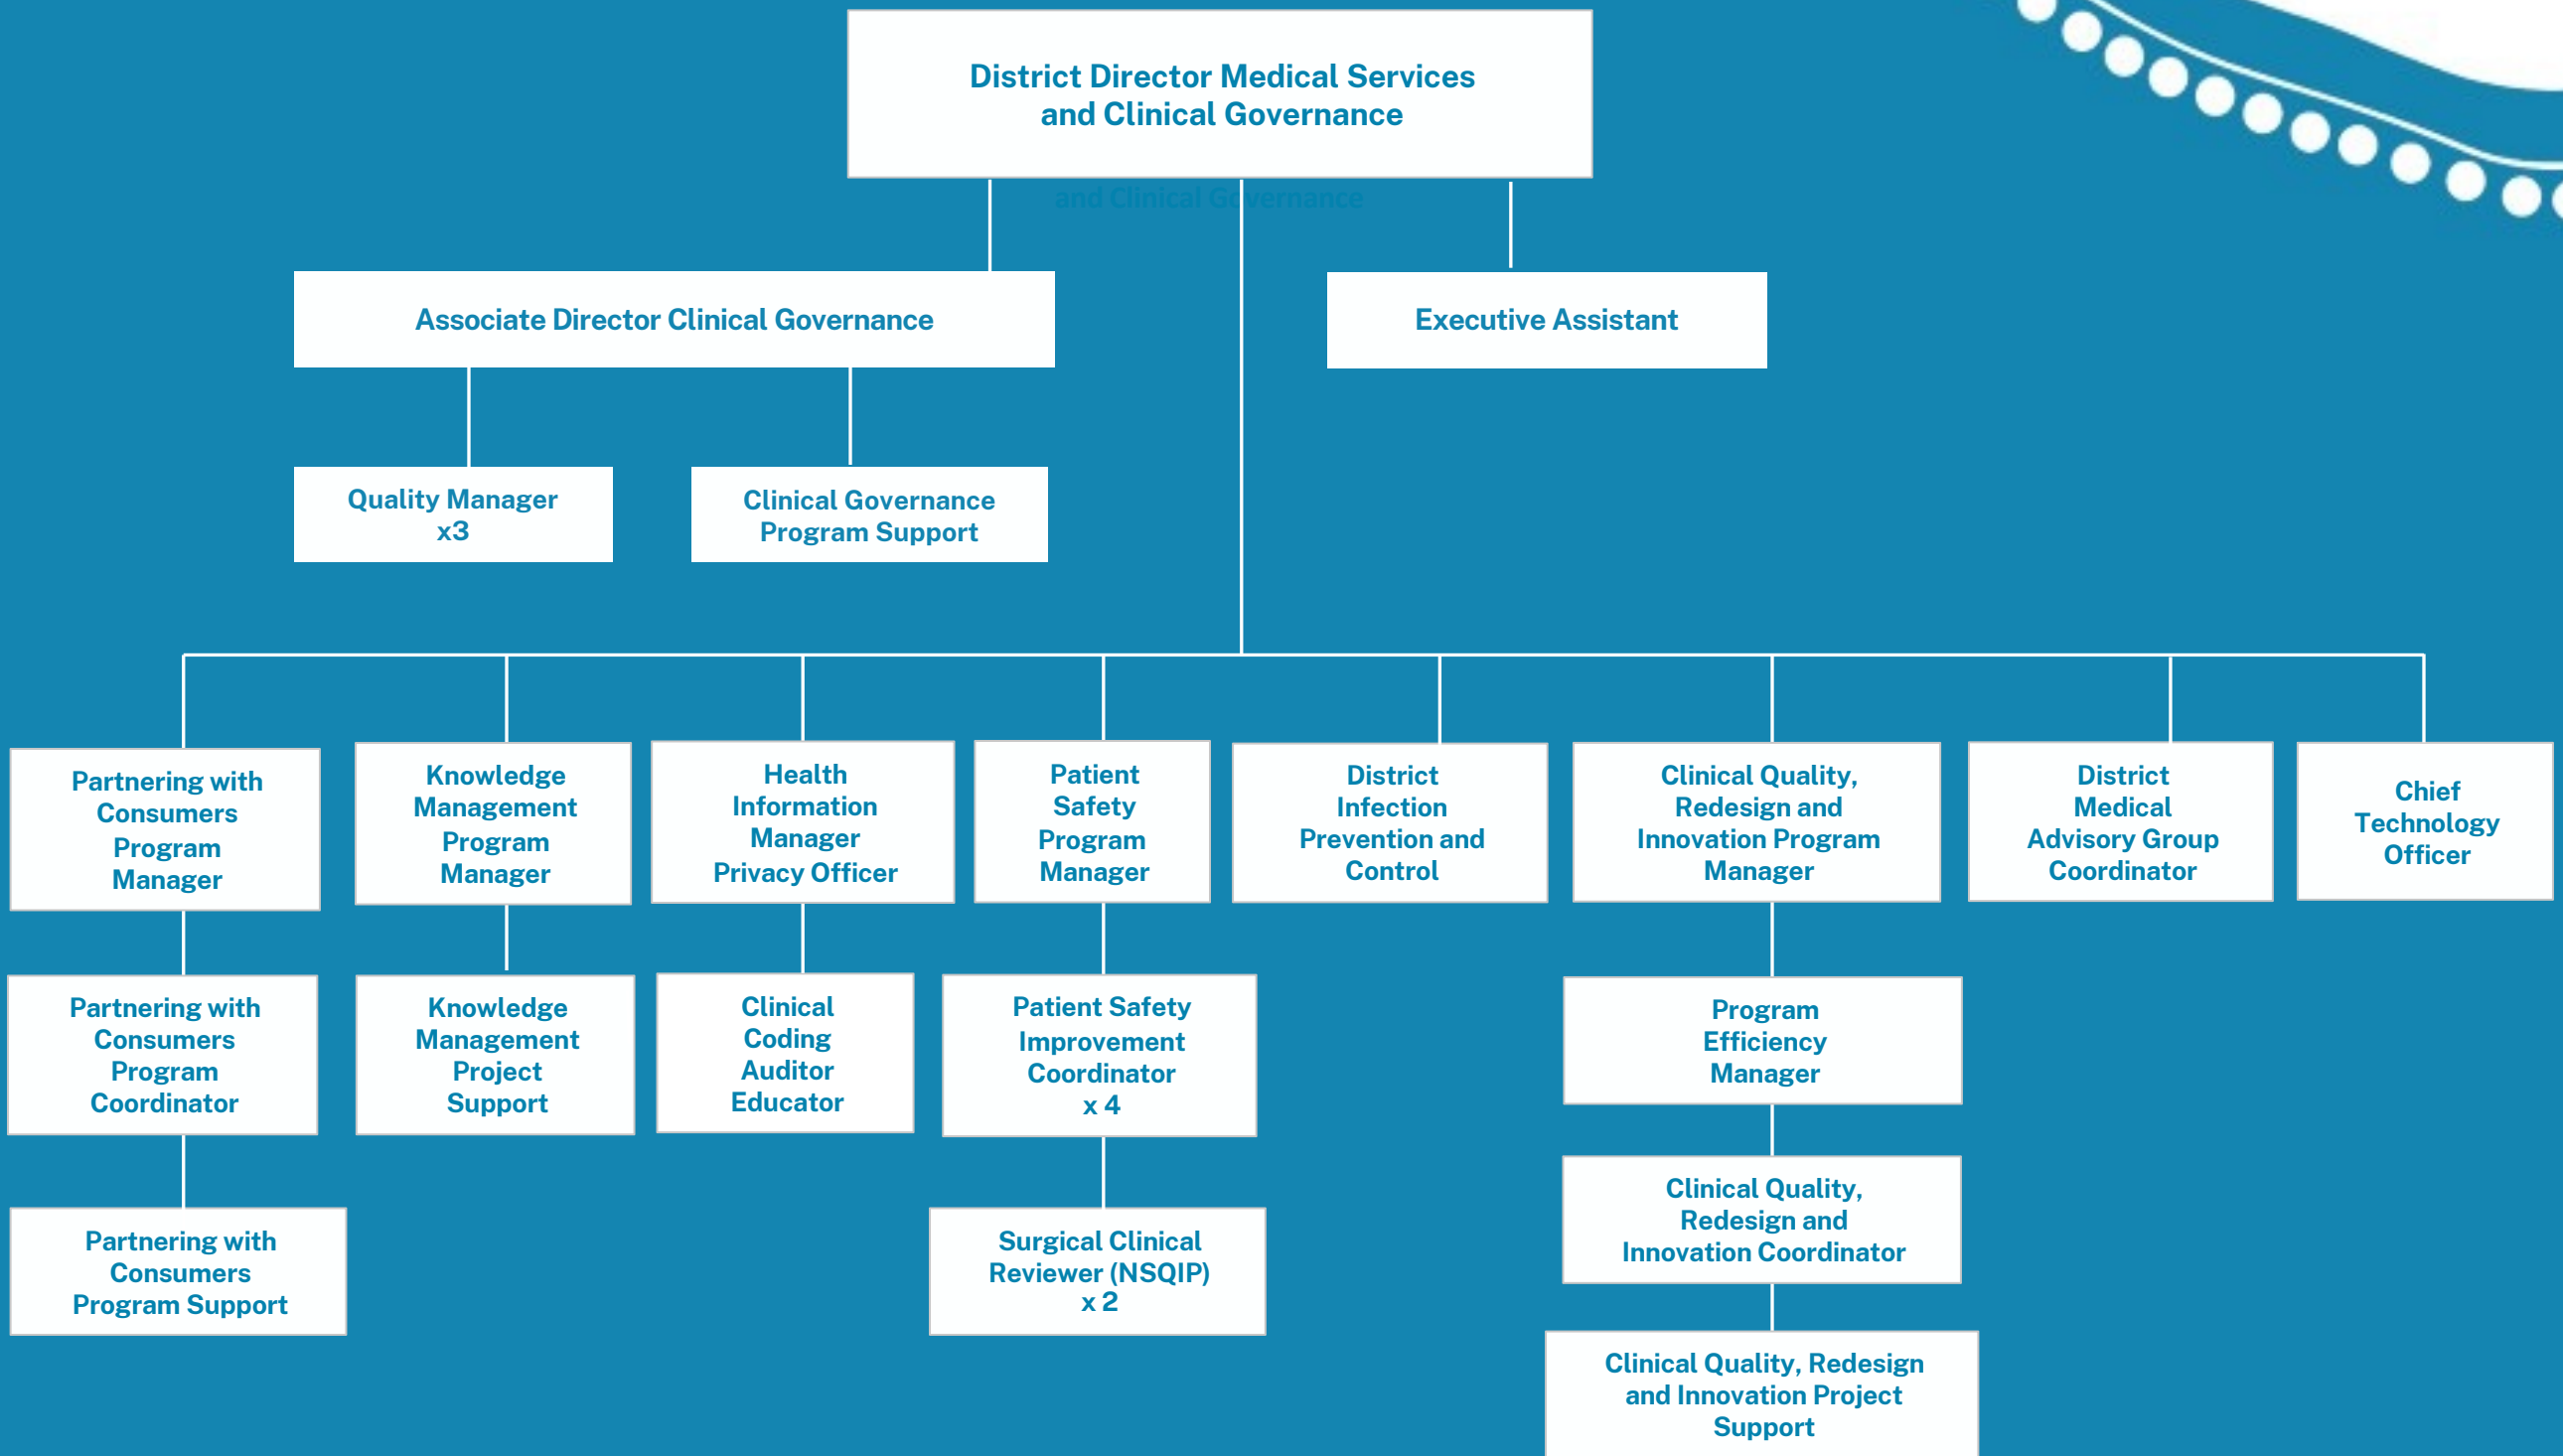 District Director Medical Services
and Clinical Governance
and Clinical Governance
Associate Director Clinical Governance
Executive Assistant
Quality Manager
x3
Clinical Governance
Program Support
Partnering with
Consumers
Program
Manager
Knowledge
Management
Program
Manager
Health
Information
Manager
Privacy Officer
Patient
Safety
Program
Manager
District
Infection
Prevention and
Control
Clinical Quality,
Redesign and
Innovation Program
Manager
District
Medical
Advisory Group
Coordinator
Chief
Technology
Officer
Partnering with
Consumers
Program
Coordinator
Knowledge
Management
Project
Support
Clinical
Coding
Auditor
Educator
Patient Safety
Improvement
Coordinator
x 4
Program
Efficiency
Manager
Partnering with
Consumers
Program Support
Surgical Clinical
Reviewer (NSQIP)
x 2
Clinical Quality,
Redesign and
Innovation Coordinator
Clinical Quality, Redesign
and Innovation Project
Support